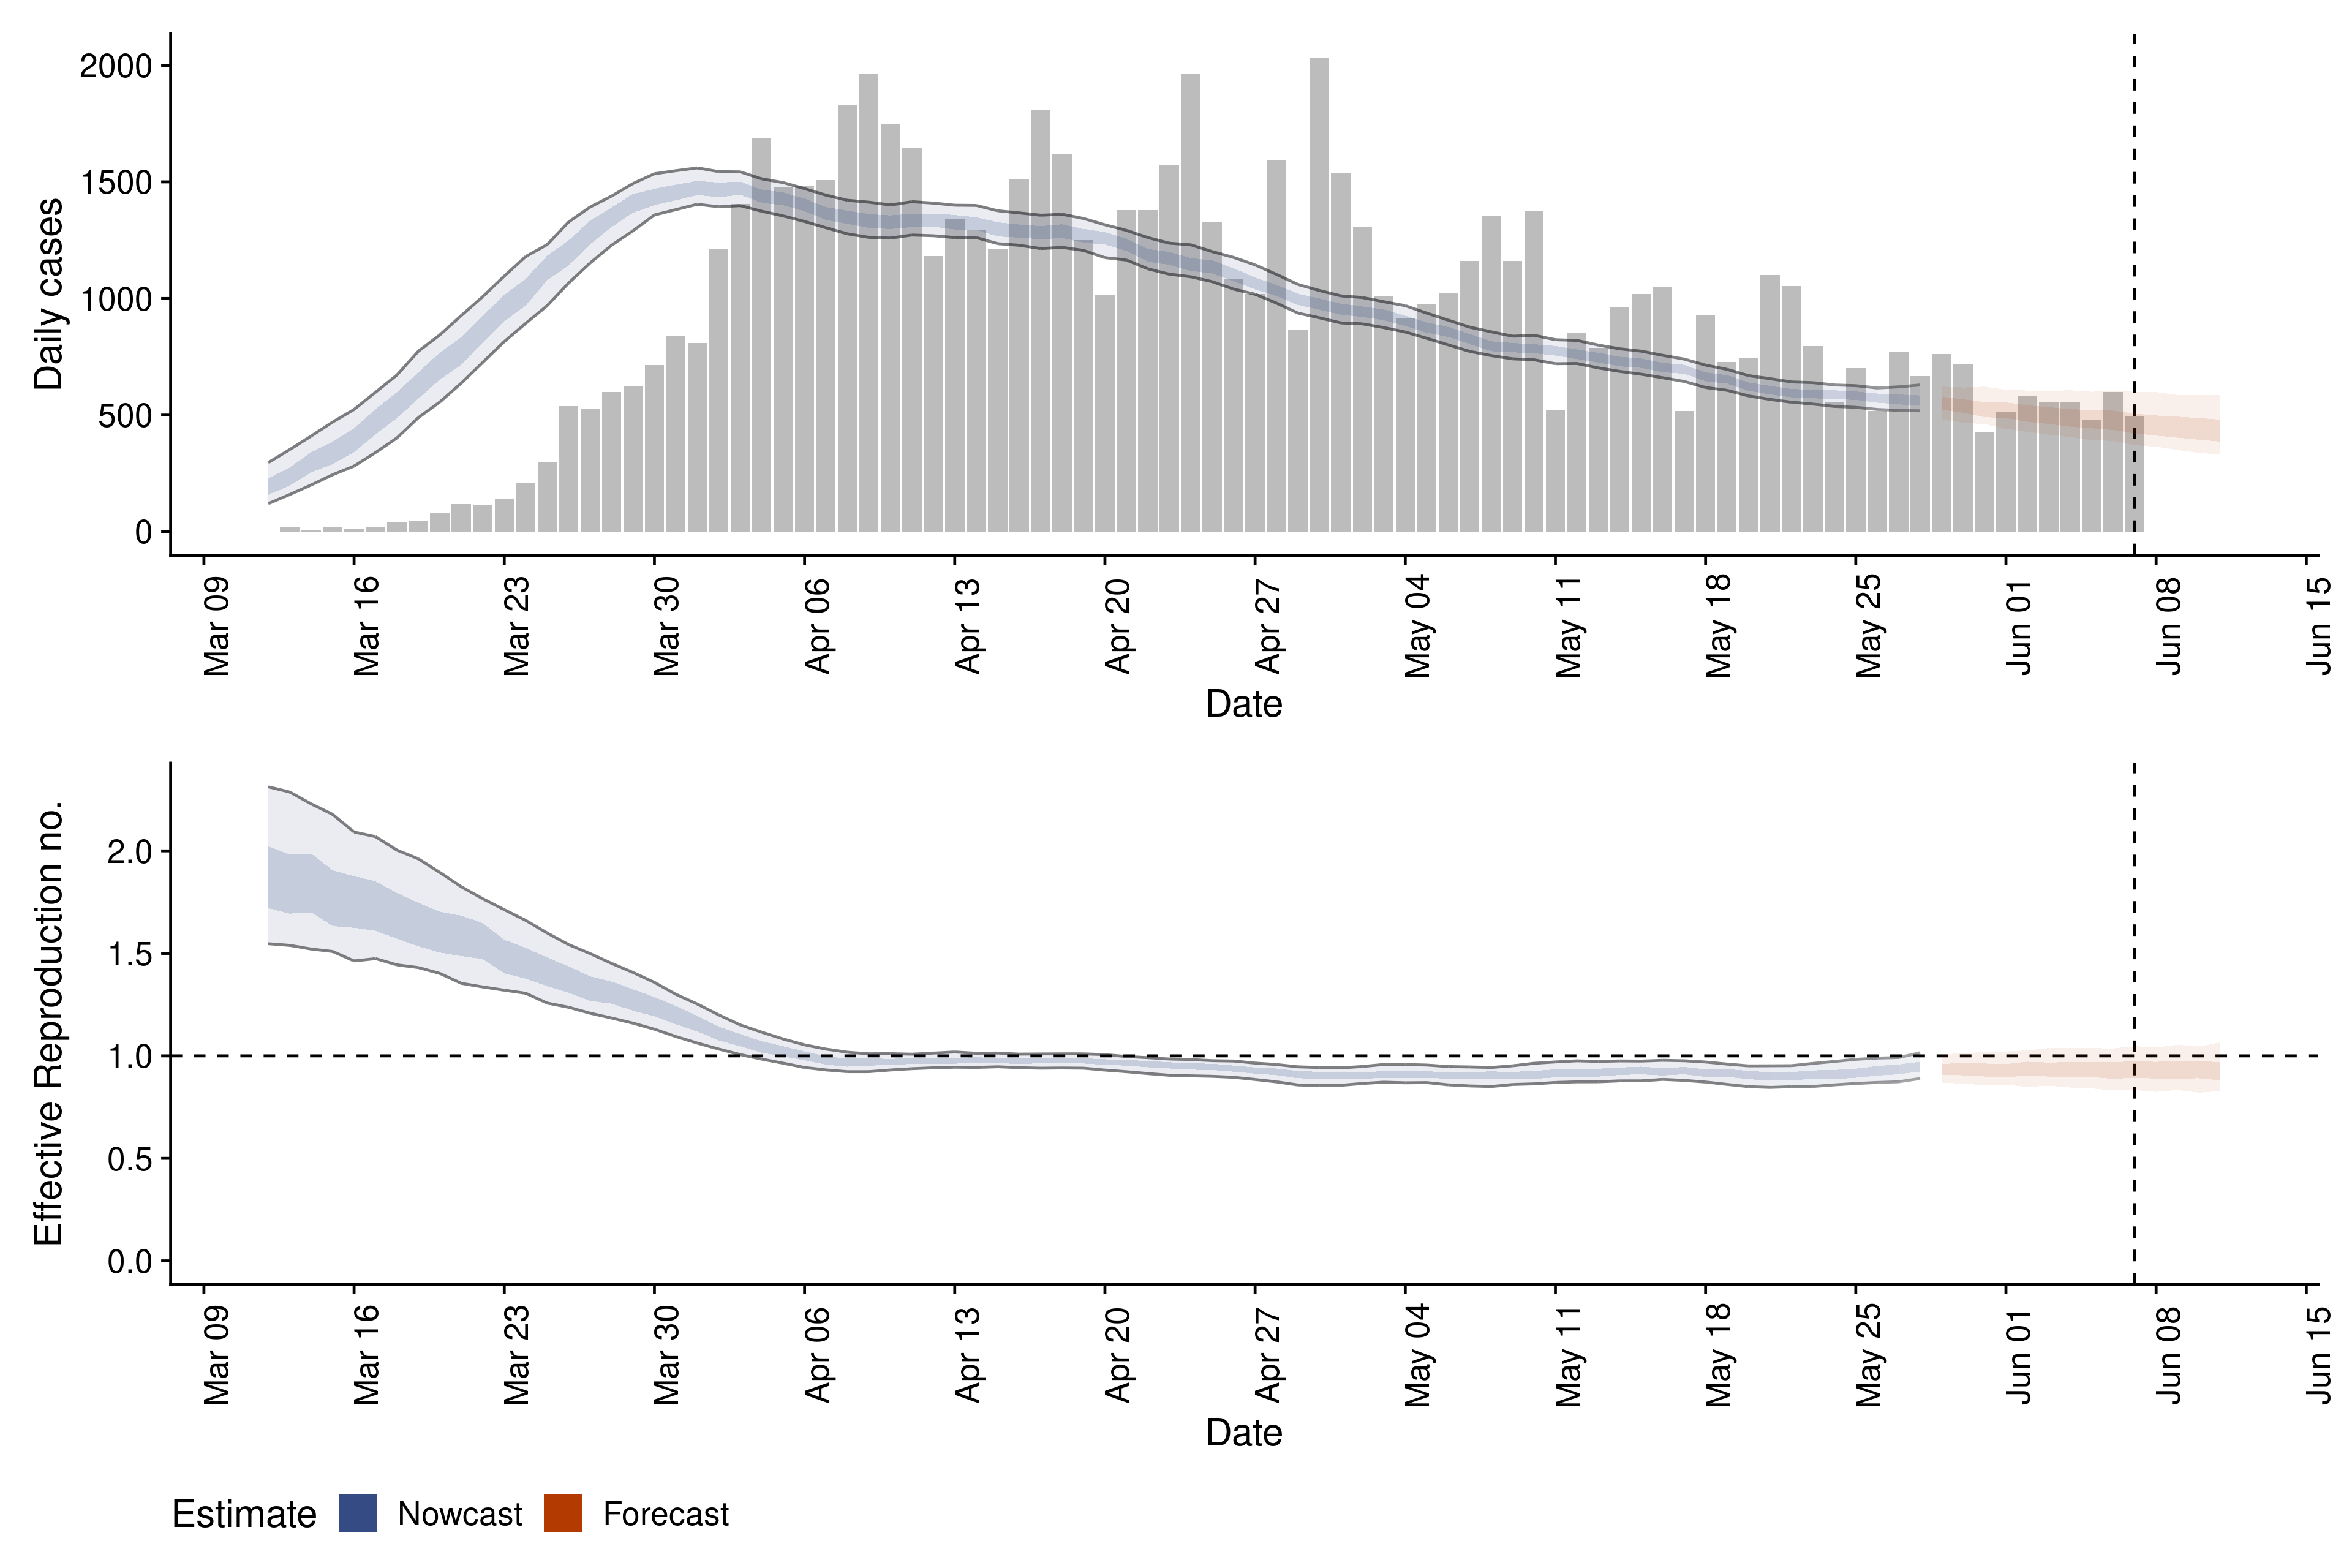 2000
1500
1000
500
0
Daily cases
Mar 09
Mar 16
Mar 23
Mar 30
Apr 06
Apr 13
Apr 20
Apr 27
May 04
May 11
May 18
May 25
Jun 01
Jun 08
Jun 15
Date
2.0
1.5
1.0
0.5
0.0
Effective Reproduction no.
Mar 09
Mar 16
Mar 23
Mar 30
Apr 06
Apr 13
Apr 20
Apr 27
May 04
May 11
May 18
May 25
Jun 01
Jun 08
Jun 15
Date
Estimate Nowcast Forecast